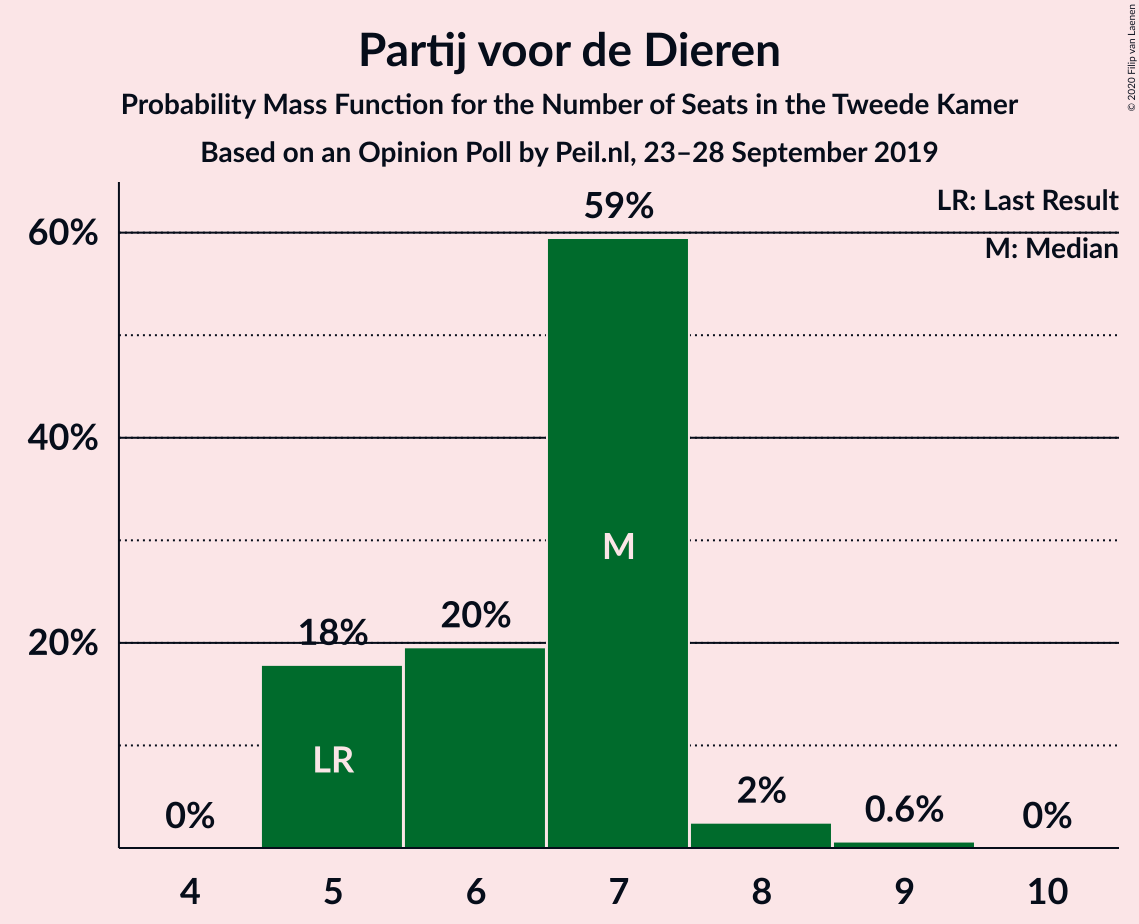 © 2020 Filip van Laenen
Partij voor de Dieren
Probability Mass Function for the Number of Seats in the Tweede Kamer
Based on an Opinion Poll by Peil.nl, 23–28 September 2019
LR: Last Result
M: Median
60%
40%
20%
0%
18%
20%
59%
2%
0.6%
0%
LR
M
4 5 6 7 8 9 10